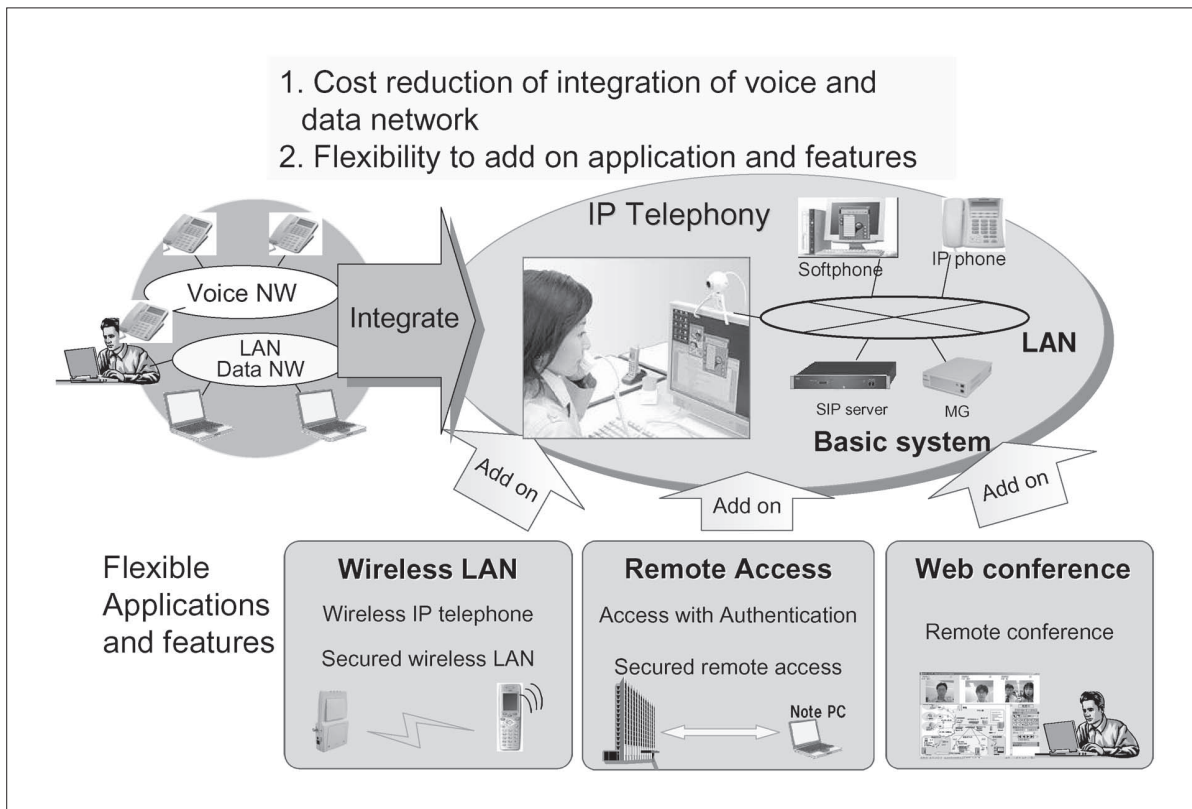 1. Cost reduction of integration of voice and
data network
2. Flexibility to add on application and features
IP Telephony
Softphone
IP phone
Voice NW
Integrate
LAN
Data NW
LAN
SIP server
MG
Basic system
Add on
Add on
Add on
Flexible
Applications
and features
Wireless LAN
Wireless IP telephone
Secured wireless LAN
Remote Access
Access with Authentication
Secured remote access
Note PC
Web conference
Remote conference